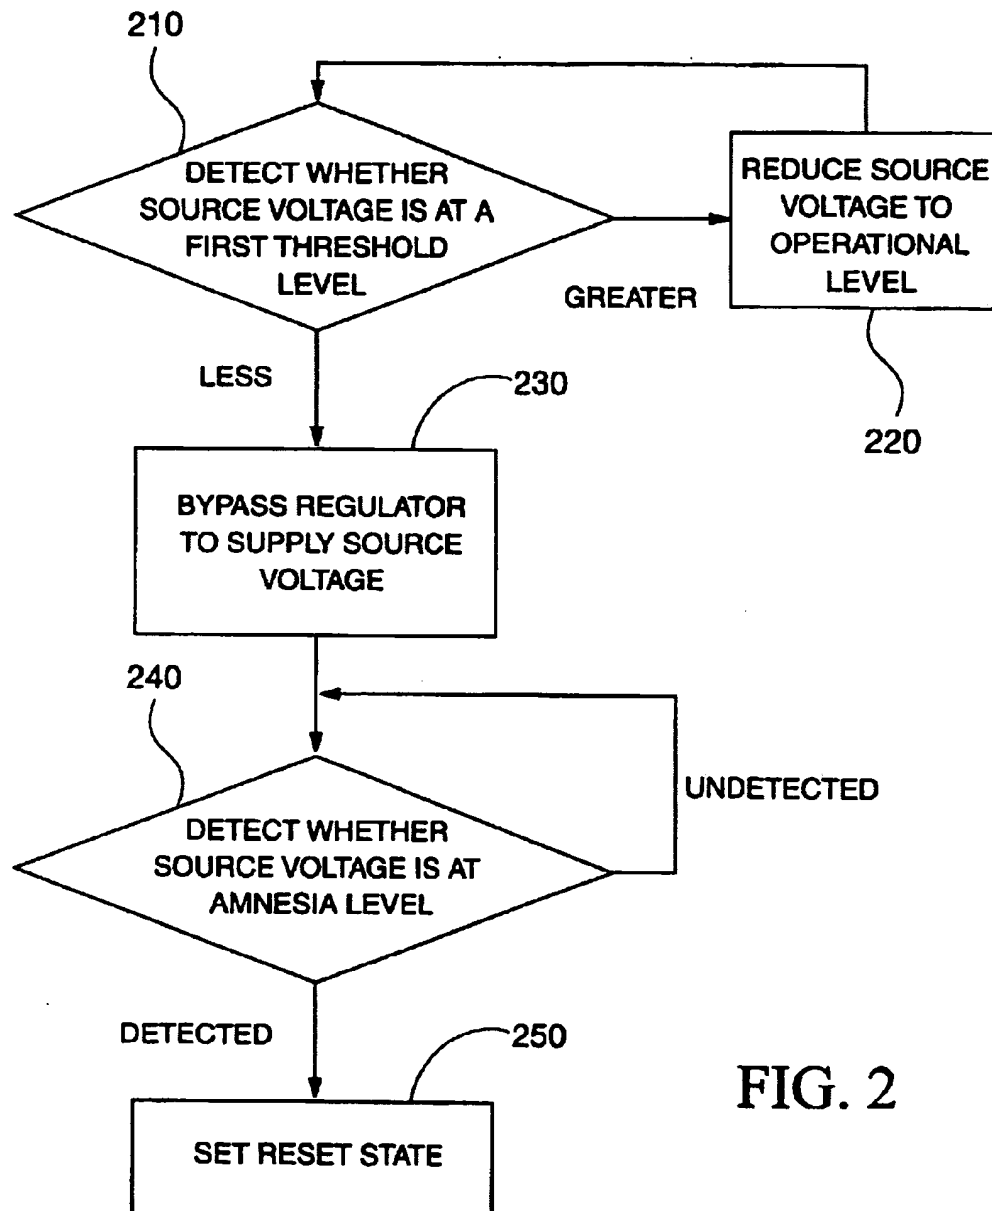 210
DETECT WHETHER
SOURCE VOLTAGE IS AT A
FIRST THRESHOLD
LEVEL
REDUCE SOURCE
VOLTAGE TO
OPERATIONAL
LEVEL
GREATER
220
LESS
230
BYPASS REGULATOR
TO SUPPLY SOURCE
VOLTAGE
240
UNDETECTED
DETECT WHETHER
SOURCE VOLTAGE IS AT
AMNESIA LEVEL
DETECTED
250
SET RESET STATE
FIG. 2